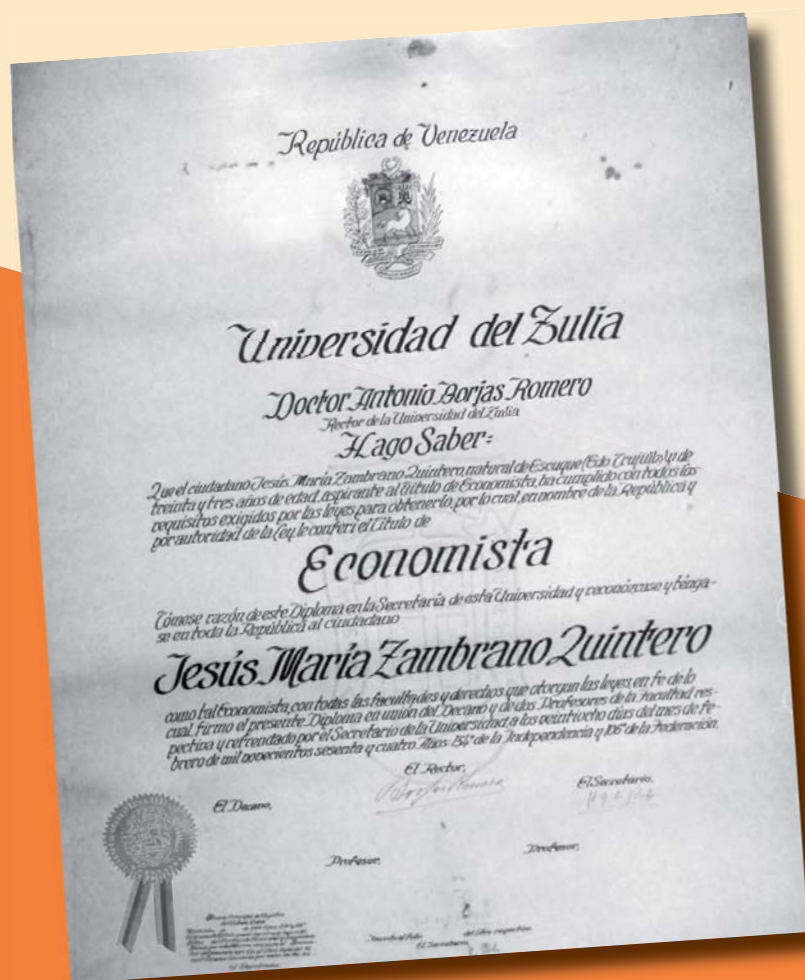 República de Venezuela
Universidad del Zulia
Doctor Antonio Borjas Romero
Rector de la Universidad del Zulia
Hago Saber:
Que el ciudadano Jesús María Zambrano Quintero, natural de Escuque (Edo Trujillo) y de
treinta y tres años de edad, aspirante al Título de Economista, ha cumplido con todos los
requisitos exigidos por las leyes para obtenerlo, por lo cual, en nombre de la República y
por autoridad de la Ley, le conferí el Título de
Economista
Tómese razón de este Diploma en la Secretaría de esta Universidad y reconózcase y ténga-
se en toda la República al ciudadano
Jesús María Zambrano Quintero
como tal Economista, con todas las facultades y derechos que otorgan las leyes, en fe de lo
cual, firmo el presente Diploma en unión del Decano y de dos Profesores de la Facultad res-
pectiva y refrendado por el Secretario de la Universidad, a los veintiocho días del mes de fe-
brero de mil novecientos sesenta y cuatro. Años 154° de la Independencia y 106° de la Federación.
El Rector,
El Decano,
El Secretario,
Profesor,
Profesor,
El Secretario